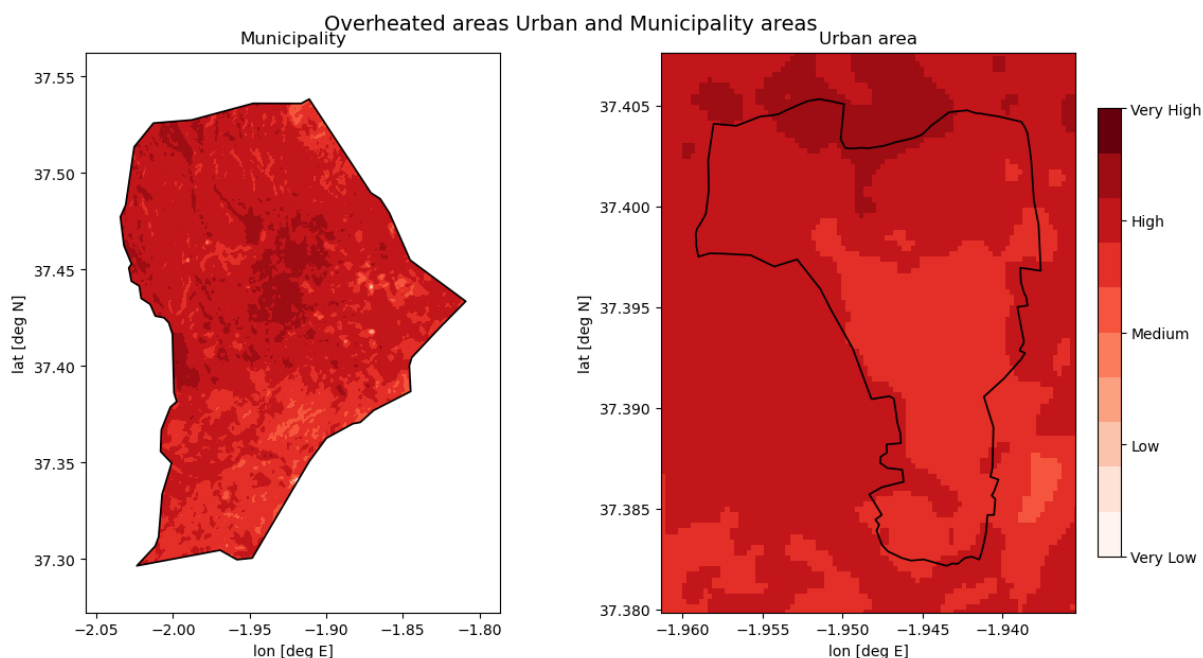 Overheated areas Urban and Municipality areas
Municipality
37.55
37.50
37.45
37.40
37.35
37.30
lat [deg N]
−2.05 −2.00 −1.95 −1.90 −1.85 −1.80
lon [deg E]
Urban area
37.405
37.400
37.395
37.390
37.385
37.380
lat [deg N]
−1.960 −1.955 −1.950 −1.945 −1.940
lon [deg E]
Very High
High
Medium
Low
Very Low